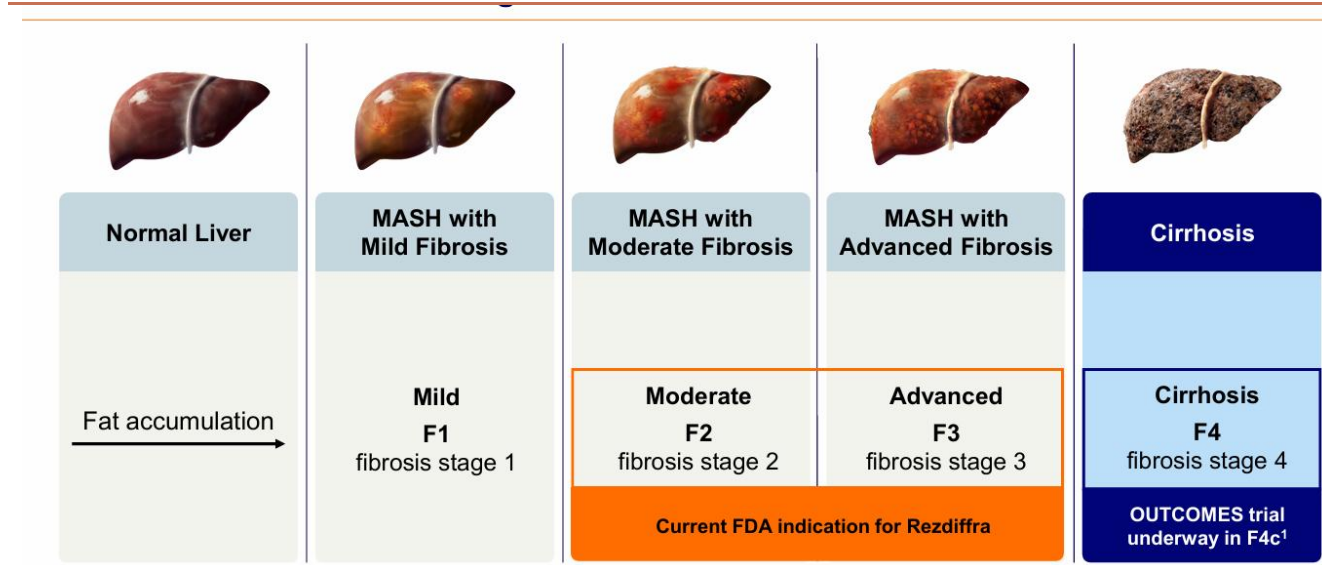 Normal Liver
MASH with
Mild Fibrosis
MASH with
Moderate Fibrosis
MASH with
Advanced Fibrosis
Cirrhosis
Fat accumulation
Mild
F1
fibrosis stage 1
Moderate
F2
fibrosis stage 2
Advanced
F3
fibrosis stage 3
Cirrhosis
F4
fibrosis stage 4
Current FDA indication for Rezdiffra
OUTCOMES trial
underway in F4c¹